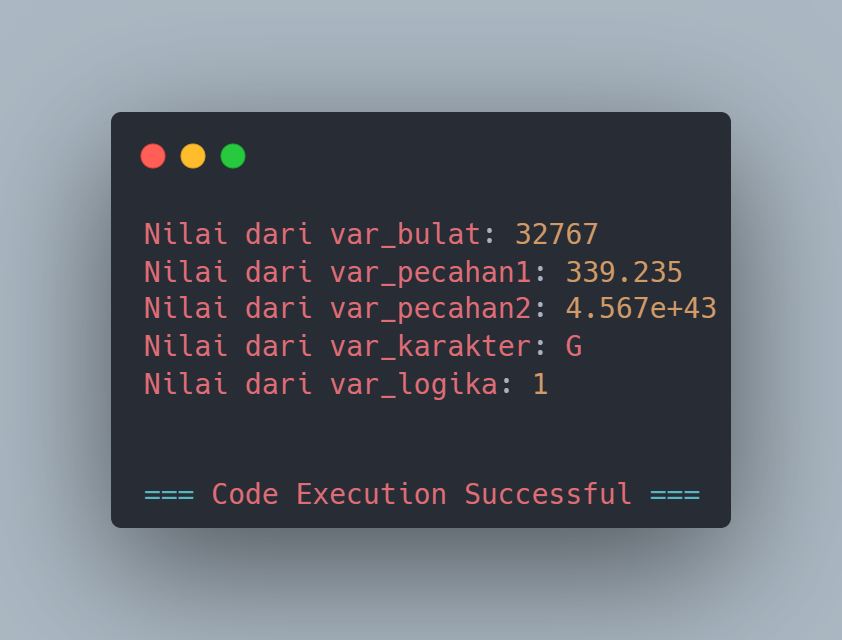 Nilai dari var_bulat: 32767
Nilai dari var_pecahan1: 339.235
Nilai dari var_pecahan2: 4.567e+43
Nilai dari var_karakter: G
Nilai dari var_logika: 1
=== Code Execution Successful ===